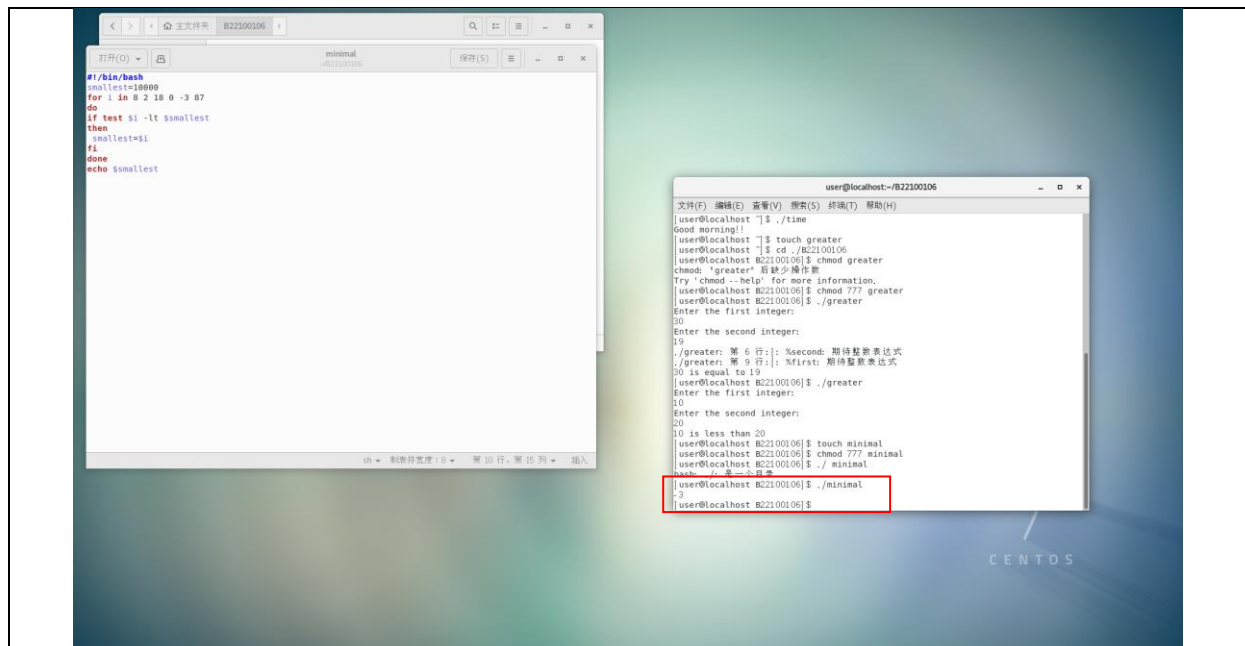 主文件夹 B22100106
打开(O) minimal 保存(S)
~/B22100106
#!/bin/bash
smallest=10000
for i in 8 2 18 0 -3 87
do
if test $i -lt $smallest
then
smallest=$i
fi
done
echo $smallest
sh 制表符宽度：8 第 10 行，第 15 列 插入
user@localhost:~/B22100106
文件(F) 编辑(E) 查看(V) 搜索(S) 终端(T) 帮助(H)
[user@localhost ~]$ ./time
Good morning!!
[user@localhost ~]$ touch greater
[user@localhost ~]$ cd ./B22100106
[user@localhost B22100106]$ chmod greater
chmod: "greater" 后缺少操作数
Try 'chmod --help' for more information.
[user@localhost B22100106]$ chmod 777 greater
[user@localhost B22100106]$ ./greater
Enter the first integer:
30
Enter the second integer:
19
./greater: 第 6 行:[: %second: 期待整数表达式
./greater: 第 9 行:[: %first: 期待整数表达式
30 is equal to 19
[user@localhost B22100106]$ ./greater
Enter the first integer:
10
Enter the second integer:
20
10 is less than 20
[user@localhost B22100106]$ touch minimal
[user@localhost B22100106]$ chmod 777 minimal
[user@localhost B22100106]$ ./ minimal
bash: ./: 是一个目录
[user@localhost B22100106]$ ./minimal
-3
[user@localhost B22100106]$
7
CENTOS